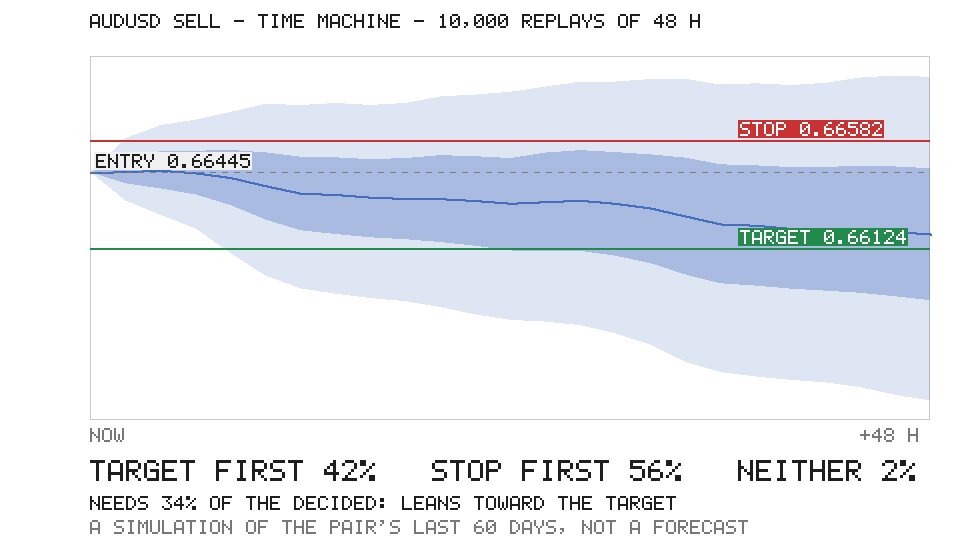 AUDUSD SELL - TIME MACHINE - 10,000 REPLAYS OF 48 H
STOP 0.66582
ENTRY 0.66445
TARGET 0.66124
NOW +48 H
TARGET FIRST 42% STOP FIRST 56% NEITHER 2%
NEEDS 34% OF THE DECIDED: LEANS TOWARD THE TARGET
A SIMULATION OF THE PAIR'S LAST 60 DAYS, NOT A FORECAST